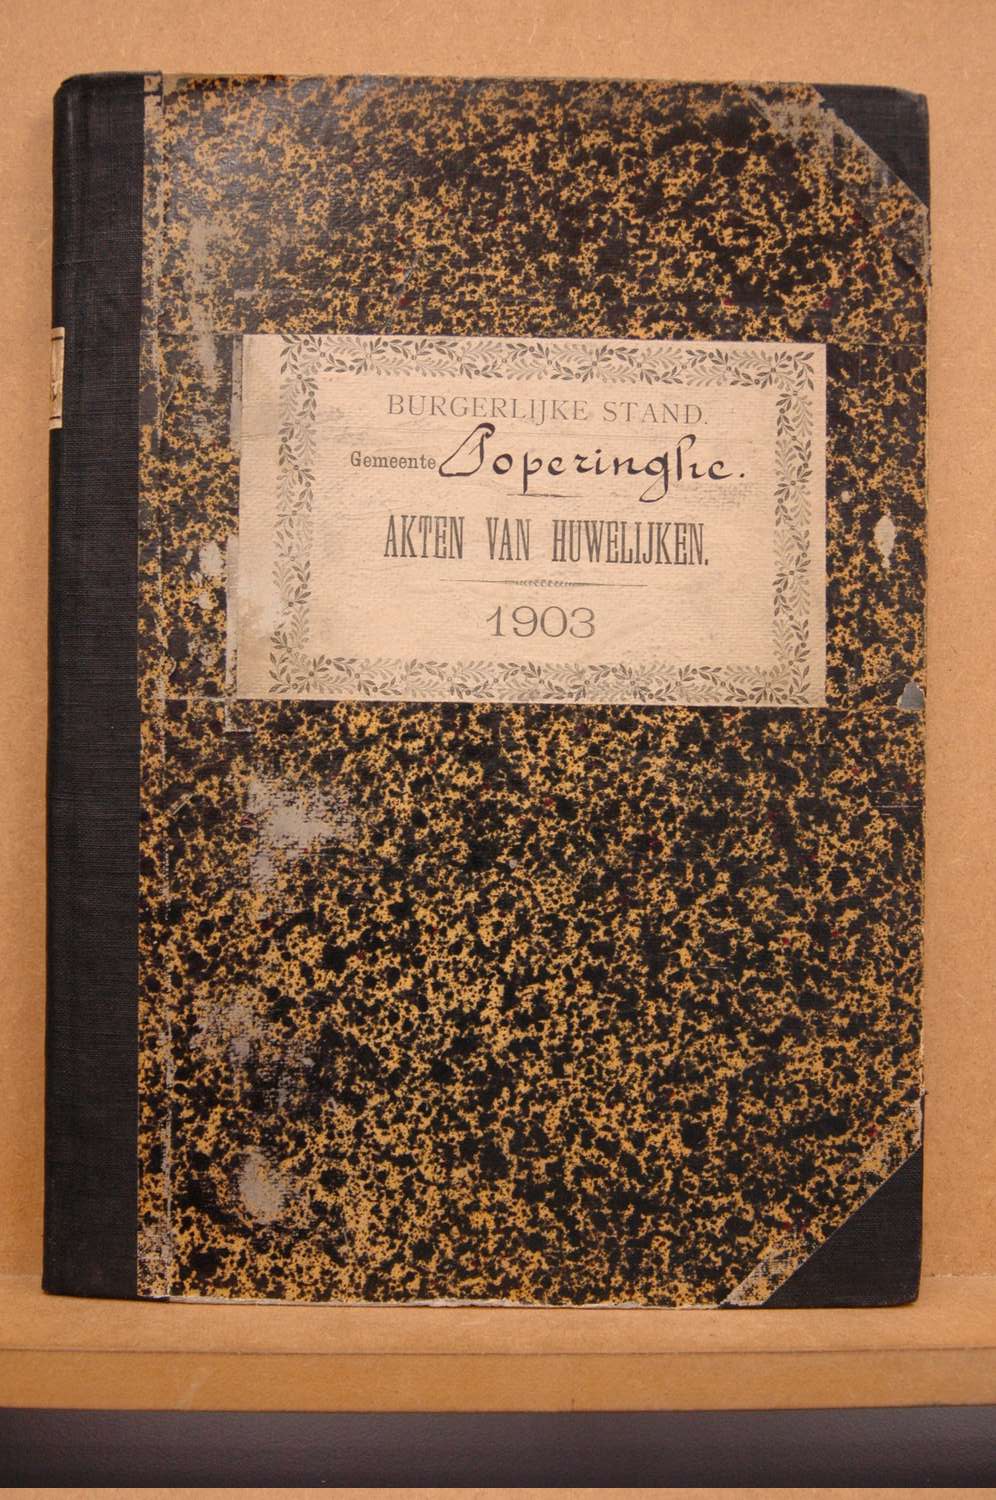 BURGERLIJKE STAND.
Gemeente Poperinghe.
AKTEN VAN HUWELIJKEN.
1903